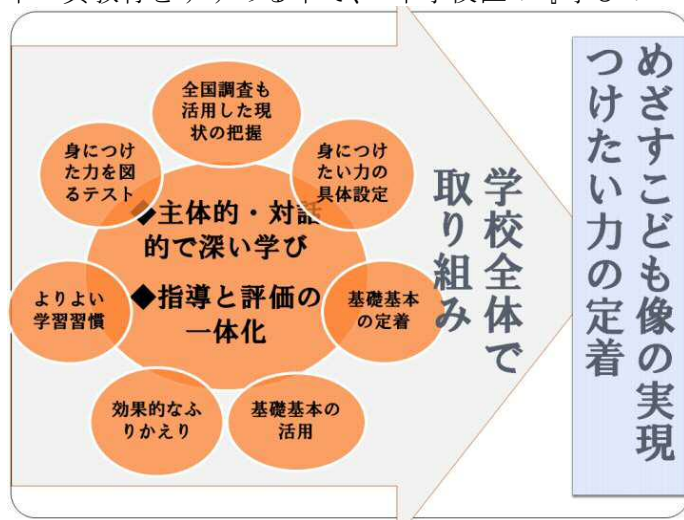 全国調査も
活用した現
状の把握
身につけ
た力を図
るテスト
身につけ
たい力の
具体設定
◆主体的・対話
的で深い学び
◆指導と評価の
一体化
よりよい
学習習慣
基礎基本
の定着
効果的なふ
りかえり
基礎基本の
活用
学校全体で
取り組み
めざすこども像の実現
つけたい力の定着